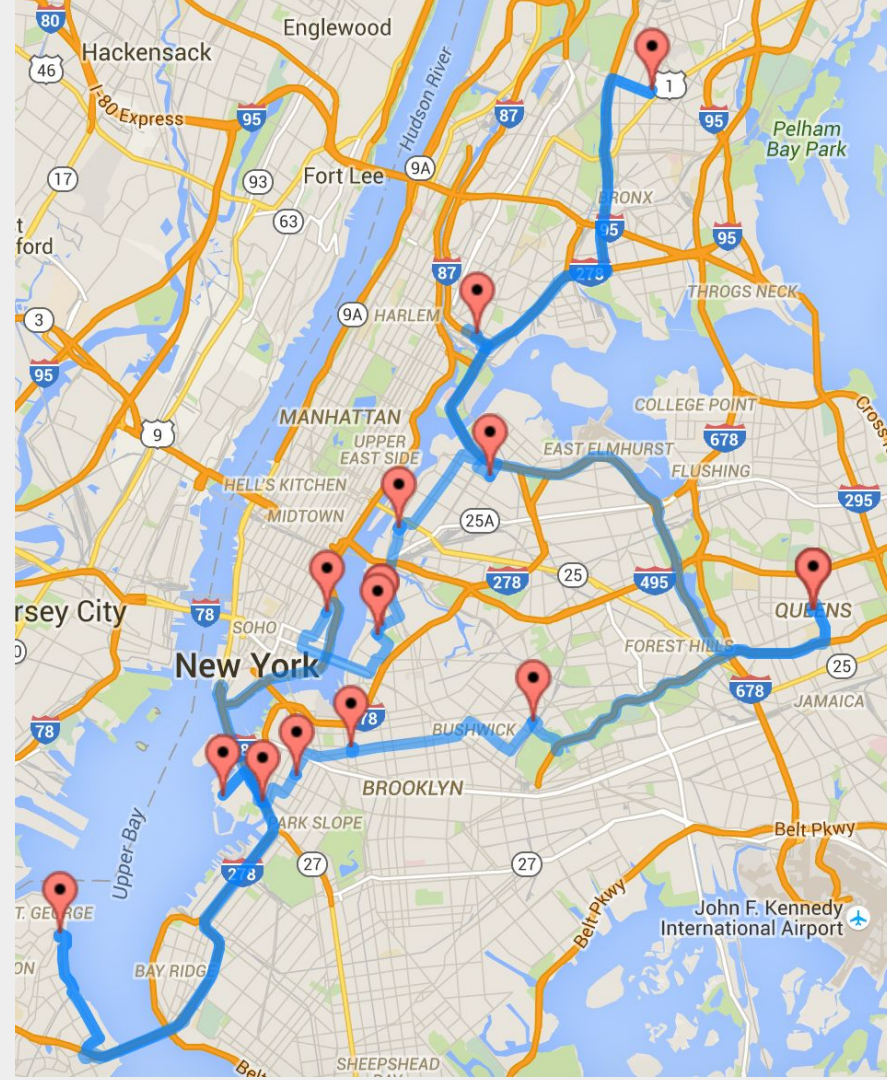 80
Englewood
Hackensack
46
I-80 Express
95
Hudson River
87
1
95
Pelham
Bay Park
17
93
Fort Lee
9A
63
BRONX
t
ford
95
95
87
278
THROGS NECK
3
9A
HARLEM
95
MANHATTAN
COLLEGE POINT
9
UPPER
EAST SIDE
EAST ELMHURST
678
FLUSHING
HELL'S KITCHEN
MIDTOWN
25A
295
278
25
495
rsey City
78
QUEENS
SOHO
FOREST HILLS
New York
25
678
JAMAICA
78
78
BUSHWICK
BROOKLYN
PARK SLOPE
Belt Pkwy
Upper Bay
278
27
27
T. GEORGE
Belt Pkwy
John F. Kennedy
International Airport
ON
BAY RIDGE
SHEEPSHEAD